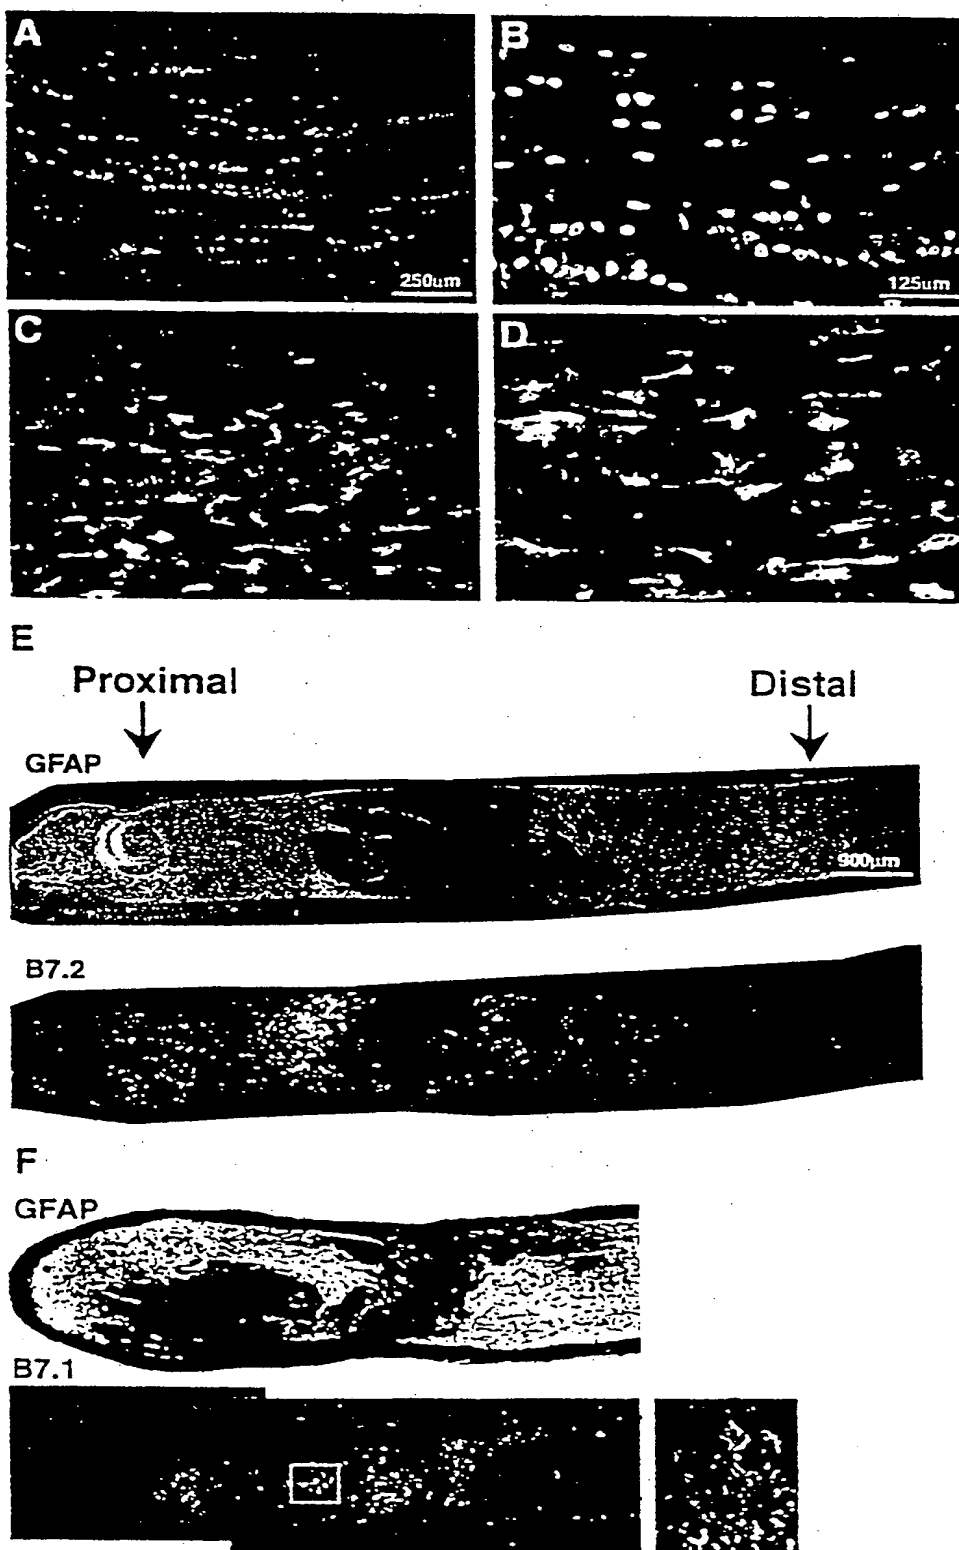 A
B
250um
125um
C
D
E
Proximal
Distal
GFAP
900µm
B7.2
F
GFAP
B7.1